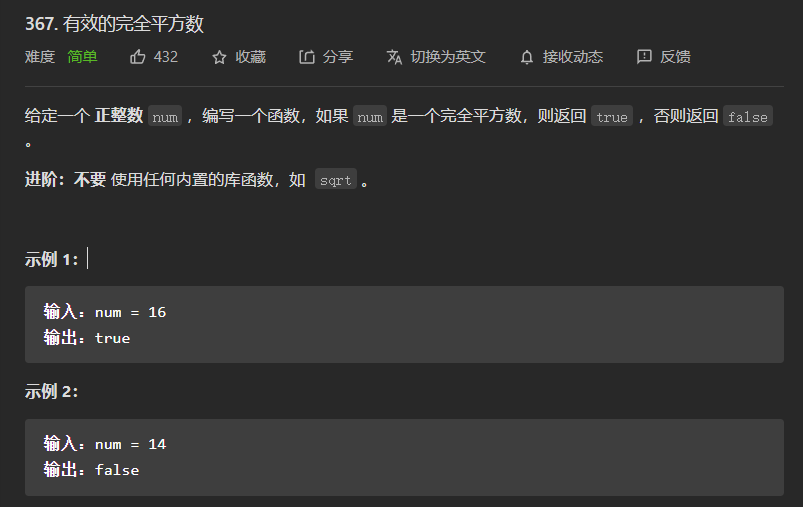 367. 有效的完全平方数
难度 简单 432 收藏 分享 切换为英文 接收动态 反馈
给定一个 正整数 num ，编写一个函数，如果 num 是一个完全平方数，则返回 true ，否则返回 false
。
进阶：不要 使用任何内置的库函数，如 sqrt 。
示例 1：
输入：num = 16
输出：true
示例 2：
输入：num = 14
输出：false